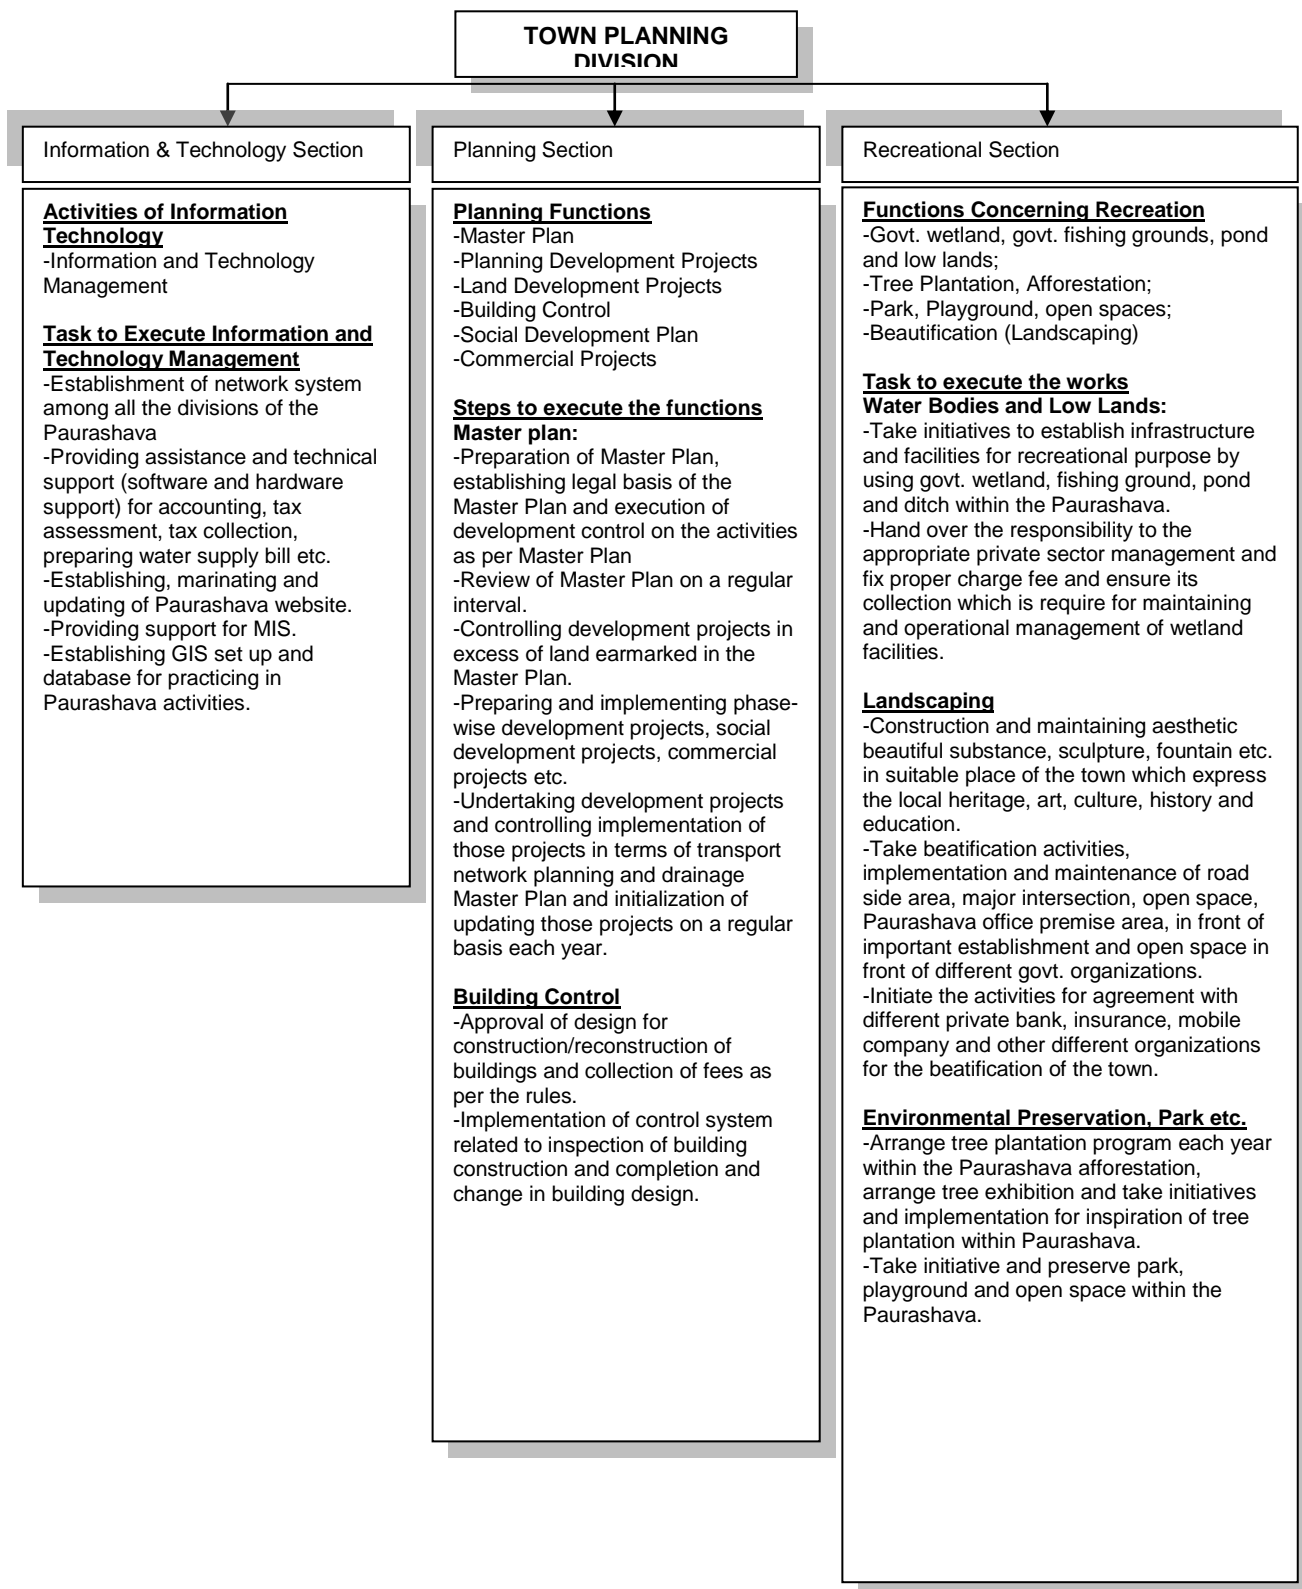 TOWN PLANNING
DIVISION
Information & Technology Section
Activities of Information
Technology
-Information and Technology
Management
Task to Execute Information and
Technology Management
-Establishment of network system
among all the divisions of the
Paurashava
-Providing assistance and technical
support (software and hardware
support) for accounting, tax
assessment, tax collection,
preparing water supply bill etc.
-Establishing, marinating and
updating of Paurashava website.
-Providing support for MIS.
-Establishing GIS set up and
database for practicing in
Paurashava activities.
Planning Section
Planning Functions
-Master Plan
-Planning Development Projects
-Land Development Projects
-Building Control
-Social Development Plan
-Commercial Projects
Steps to execute the functions
Master plan:
-Preparation of Master Plan,
establishing legal basis of the
Master Plan and execution of
development control on the activities
as per Master Plan
-Review of Master Plan on a regular
interval.
-Controlling development projects in
excess of land earmarked in the
Master Plan.
-Preparing and implementing phase-
wise development projects, social
development projects, commercial
projects etc.
-Undertaking development projects
and controlling implementation of
those projects in terms of transport
network planning and drainage
Master Plan and initialization of
updating those projects on a regular
basis each year.
Building Control
-Approval of design for
construction/reconstruction of
buildings and collection of fees as
per the rules.
-Implementation of control system
related to inspection of building
construction and completion and
change in building design.
Recreational Section
Functions Concerning Recreation
-Govt. wetland, govt. fishing grounds, pond
and low lands;
-Tree Plantation, Afforestation;
-Park, Playground, open spaces;
-Beautification (Landscaping)
Task to execute the works
Water Bodies and Low Lands:
-Take initiatives to establish infrastructure
and facilities for recreational purpose by
using govt. wetland, fishing ground, pond
and ditch within the Paurashava.
-Hand over the responsibility to the
appropriate private sector management and
fix proper charge fee and ensure its
collection which is require for maintaining
and operational management of wetland
facilities.
Landscaping
-Construction and maintaining aesthetic
beautiful substance, sculpture, fountain etc.
in suitable place of the town which express
the local heritage, art, culture, history and
education.
-Take beatification activities,
implementation and maintenance of road
side area, major intersection, open space,
Paurashava office premise area, in front of
important establishment and open space in
front of different govt. organizations.
-Initiate the activities for agreement with
different private bank, insurance, mobile
company and other different organizations
for the beatification of the town.
Environmental Preservation, Park etc.
-Arrange tree plantation program each year
within the Paurashava afforestation,
arrange tree exhibition and take initiatives
and implementation for inspiration of tree
plantation within Paurashava.
-Take initiative and preserve park,
playground and open space within the
Paurashava.